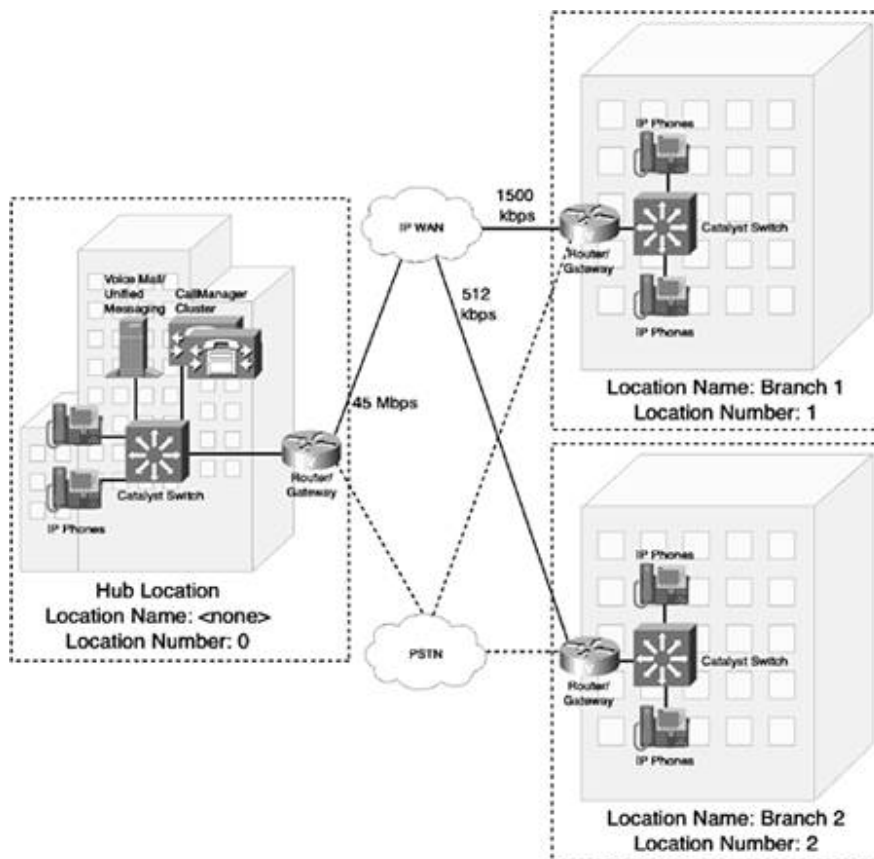 Voice Mail/
Unified
Messaging
CallManager
Cluster
IP Phones
Catalyst Switch
Router/
Gateway
45 Mbps
Hub Location
Location Name: <none>
Location Number: 0
IP WAN
1500
kbps
512
kbps
PSTN
IP Phones
Router/
Gateway
Catalyst Switch
IP Phones
Location Name: Branch 1
Location Number: 1
IP Phones
Router/
Gateway
Catalyst Switch
IP Phones
Location Name: Branch 2
Location Number: 2